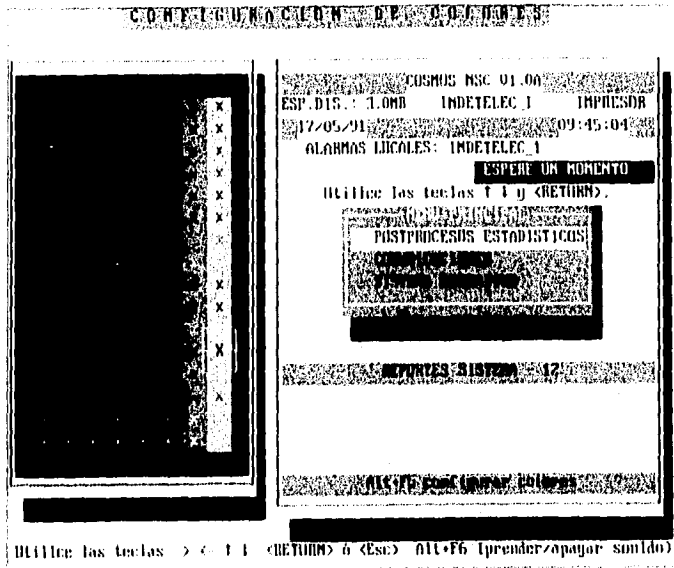 CONFIGURACION DE COLORES
COSMOS NSC V1.0A
ESP.DIS.: 1.0MB INDETELEC_1 IMPRESOR
17/05/91 09:45:04
ALARMAS LOCALES: INDETELEC_1
ESPERE UN MOMENTO
Utilice las teclas ↑ ↓ y <RETURN>.
POSTPROCESOS ESTADISTICOS
X
X
X
X
X
X
X
X
X
X
REPORTES SISTEMA 12
Alt+F5 configurar colores
Utilice las teclas → ← ↑ ↓ <RETURN> ó <Esc> Alt+F6 (prender/apagar sonido)